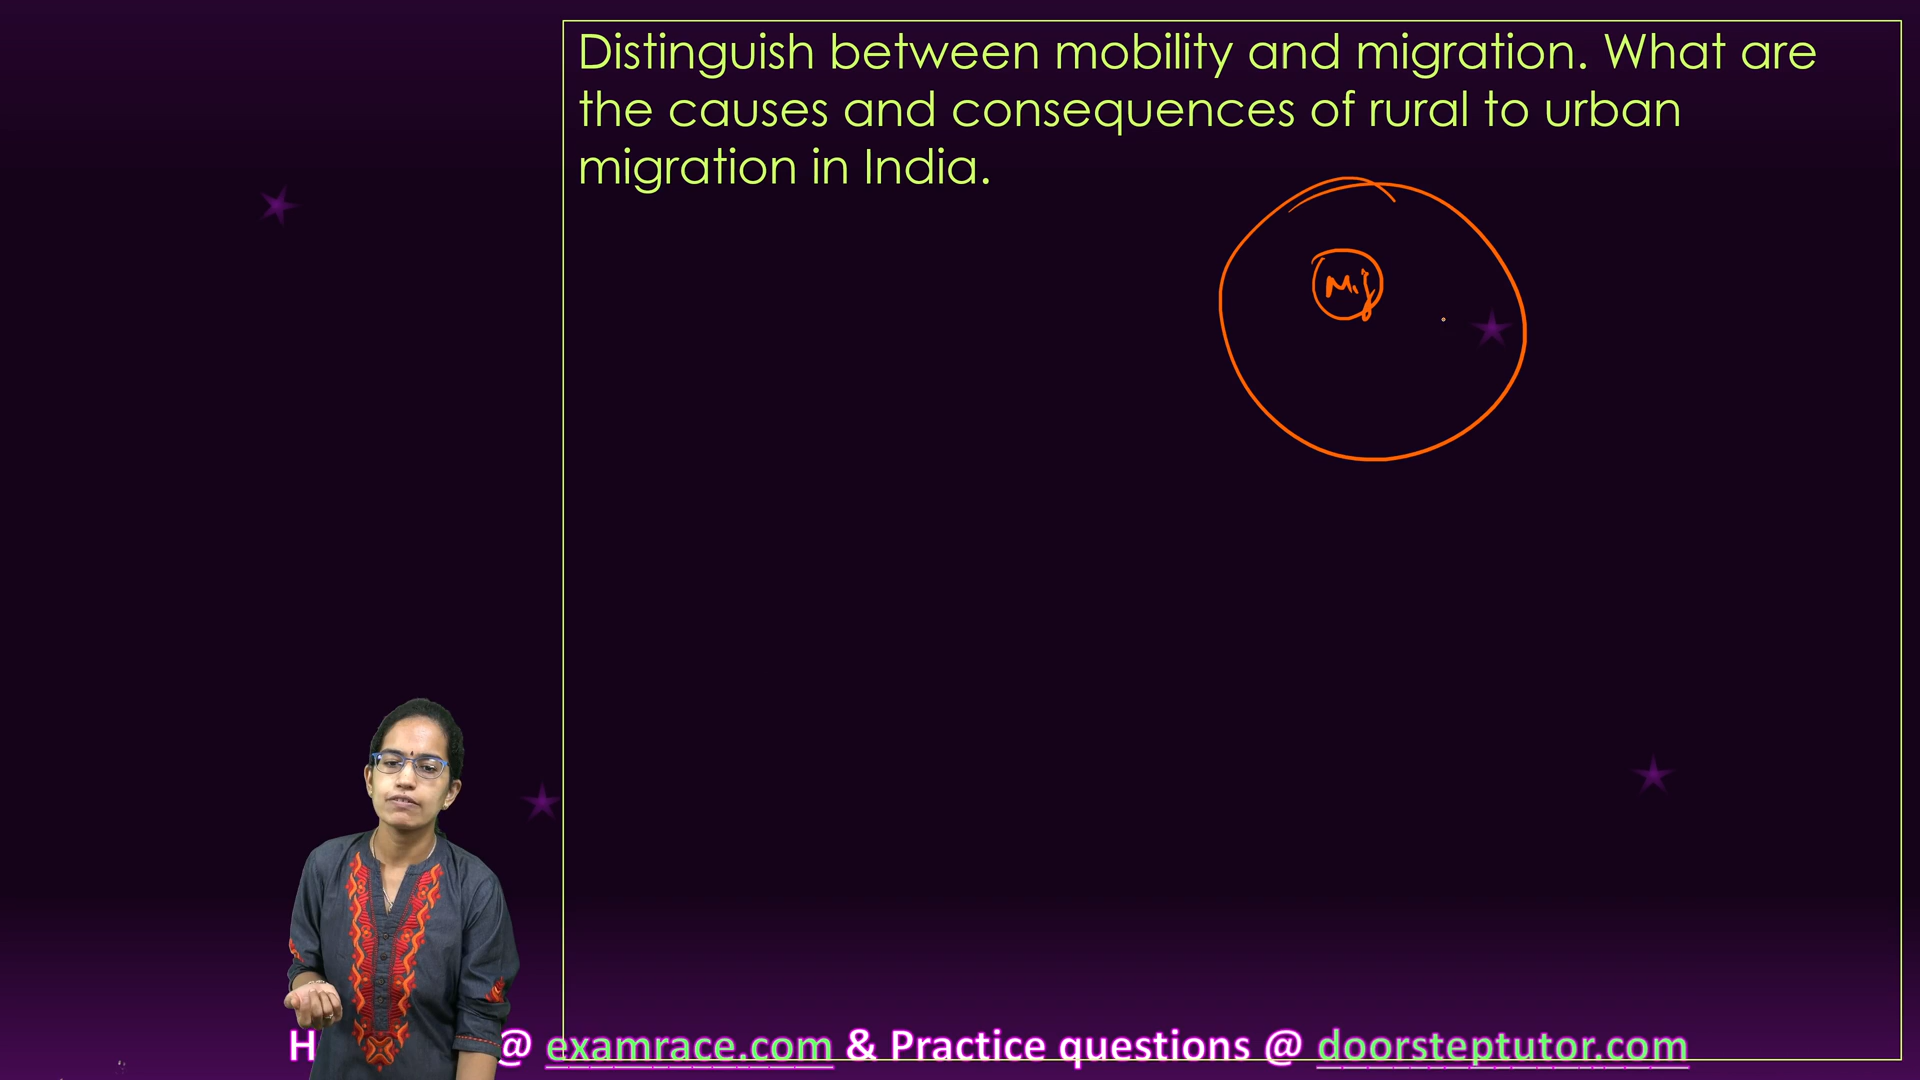 Distinguish between mobility and migration. What are
the causes and consequences of rural to urban
migration in India.
Mig
H @ examrace.com & Practice questions @ doorsteptutor.com